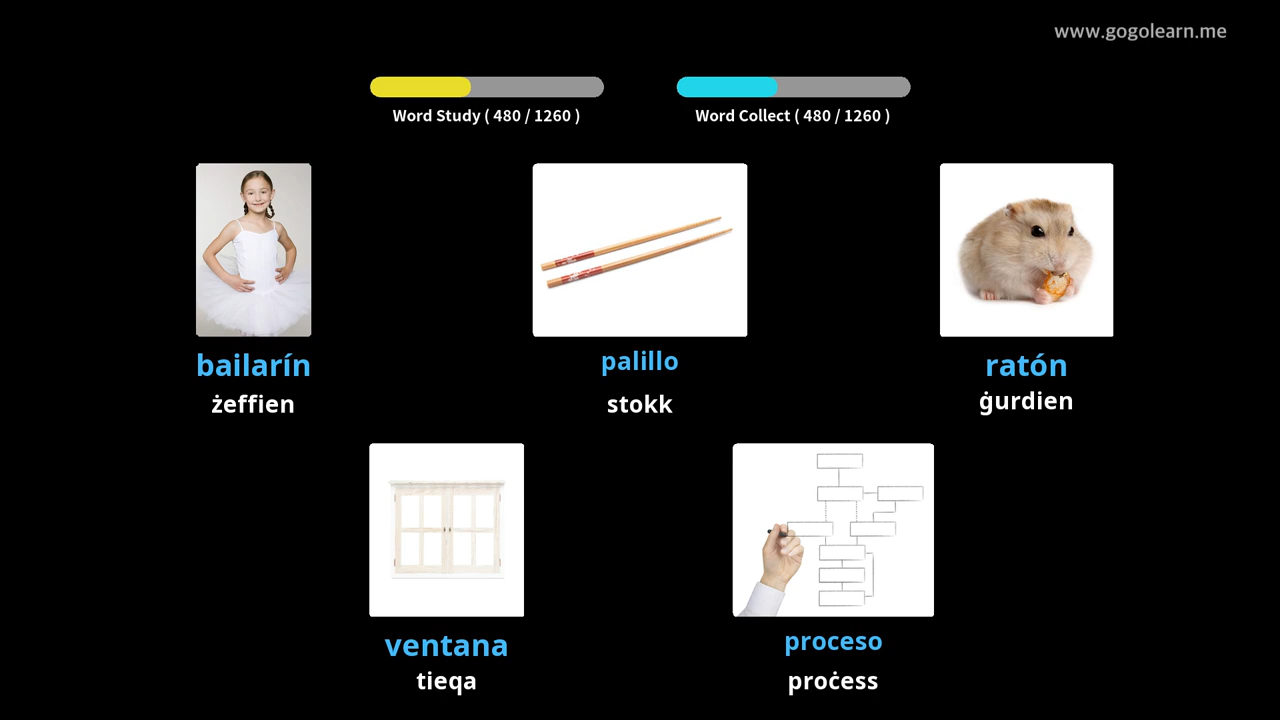 www.gogolearn.me
Word Study ( 480 / 1260 )
Word Collect ( 480 / 1260 )
bailarín
żeffien
palillo
stokk
ratón
ġurdien
ventana
tieqa
proceso
proċess